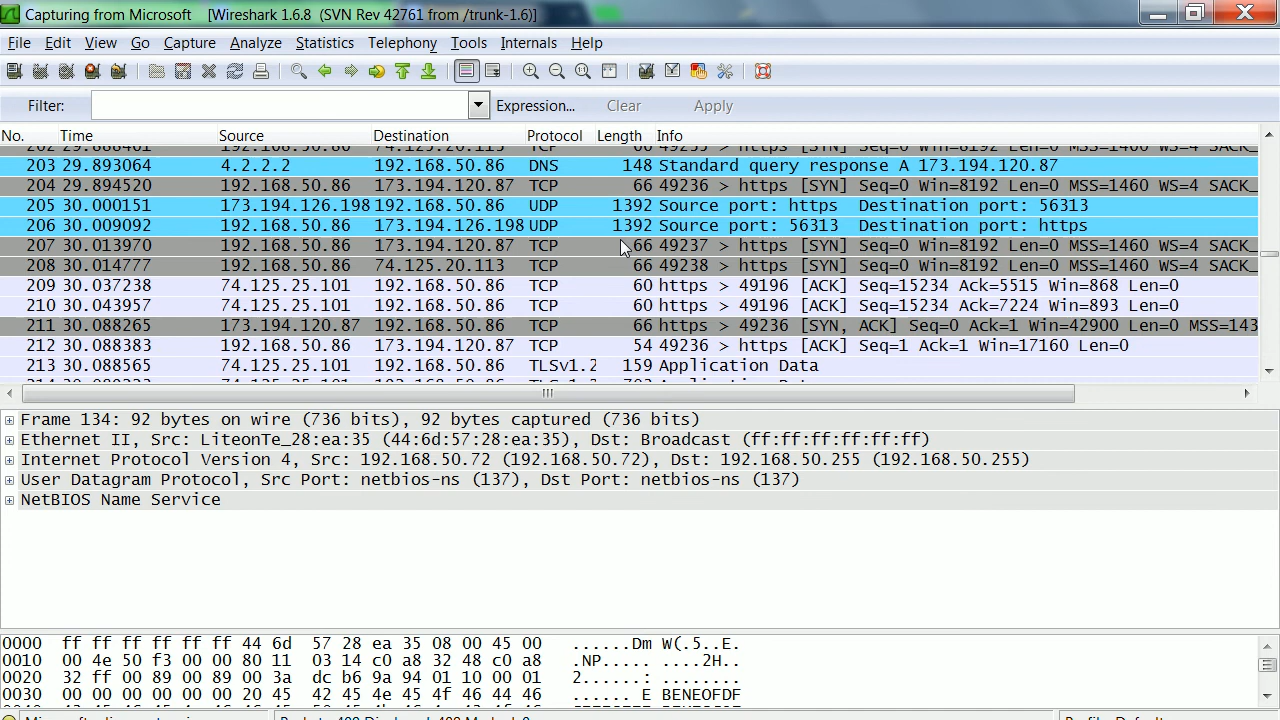 Capturing from Microsoft [Wireshark 1.6.8 (SVN Rev 42761 from /trunk-1.6)]
File Edit View Go Capture Analyze Statistics Telephony Tools Internals Help
Filter: Expression... Clear Apply
No. Time Source Destination Protocol Length Info
203 29.893064 4.2.2.2 192.168.50.86 DNS 148 Standard query response A 173.194.120.87
204 29.894520 192.168.50.86 173.194.120.87 TCP 66 49236 > https [SYN] Seq=0 Win=8192 Len=0 MSS=1460 WS=4 SACK_
205 30.000151 173.194.126.198 192.168.50.86 UDP 1392 Source port: https Destination port: 56313
206 30.009092 192.168.50.86 173.194.126.198 UDP 1392 Source port: 56313 Destination port: https
207 30.013970 192.168.50.86 173.194.120.87 TCP 66 49237 > https [SYN] Seq=0 Win=8192 Len=0 MSS=1460 WS=4 SACK_
208 30.014777 192.168.50.86 74.125.20.113 TCP 66 49238 > https [SYN] Seq=0 Win=8192 Len=0 MSS=1460 WS=4 SACK_
209 30.037238 74.125.25.101 192.168.50.86 TCP 60 https > 49196 [ACK] Seq=15234 Ack=5515 Win=868 Len=0
210 30.043957 74.125.25.101 192.168.50.86 TCP 60 https > 49196 [ACK] Seq=15234 Ack=7224 Win=893 Len=0
211 30.088265 173.194.120.87 192.168.50.86 TCP 66 https > 49236 [SYN, ACK] Seq=0 Ack=1 Win=42900 Len=0 MSS=143
212 30.088383 192.168.50.86 173.194.120.87 TCP 54 49236 > https [ACK] Seq=1 Ack=1 Win=17160 Len=0
213 30.088565 74.125.25.101 192.168.50.86 TLSv1.2 159 Application Data
Frame 134: 92 bytes on wire (736 bits), 92 bytes captured (736 bits)
Ethernet II, Src: LiteonTe_28:ea:35 (44:6d:57:28:ea:35), Dst: Broadcast (ff:ff:ff:ff:ff:ff)
Internet Protocol Version 4, Src: 192.168.50.72 (192.168.50.72), Dst: 192.168.50.255 (192.168.50.255)
User Datagram Protocol, Src Port: netbios-ns (137), Dst Port: netbios-ns (137)
NetBIOS Name Service
0000 ff ff ff ff ff ff 44 6d 57 28 ea 35 08 00 45 00 ......Dm W(.5..E.
0010 00 4e 50 f3 00 00 80 11 03 14 c0 a8 32 48 c0 a8 .NP..... ....2H..
0020 32 ff 00 89 00 89 00 3a dc b6 9a 94 01 10 00 01 2......: ........
0030 00 00 00 00 00 00 20 45 42 45 4e 45 4f 46 44 46 ...... E BENEOFDF